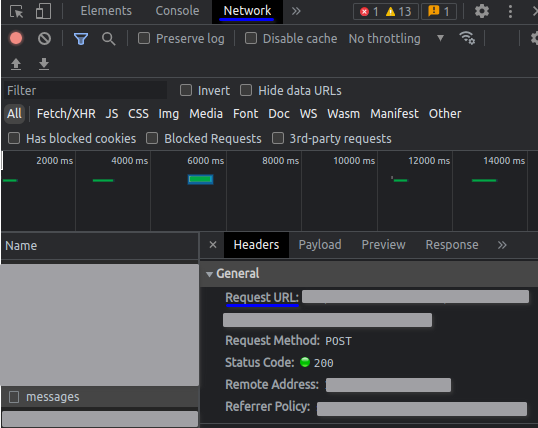 Elements Console Network » 1 13 1
Preserve log Disable cache No throttling
Filter Invert Hide data URLs
All Fetch/XHR JS CSS Img Media Font Doc WS Wasm Manifest Other
Has blocked cookies Blocked Requests 3rd-party requests
2000 ms 4000 ms 6000 ms 8000 ms 10000 ms 12000 ms 14000 ms
Name × Headers Payload Preview Response »
General
Request URL:
Request Method: POST
Status Code: 200
Remote Address:
messages
Referrer Policy: